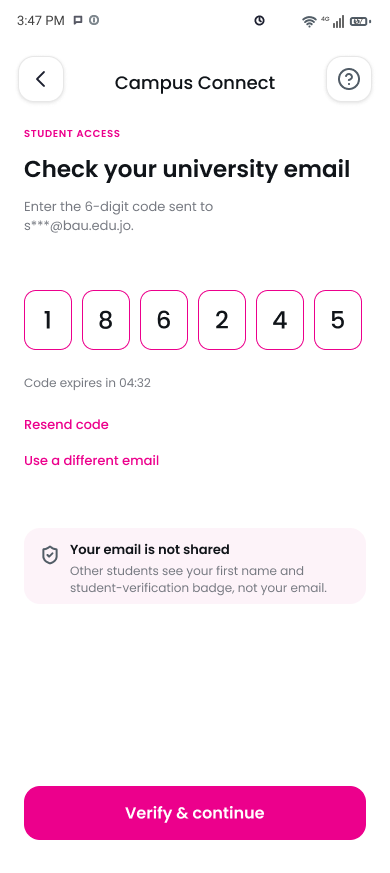 3:47 PM
4G
Campus Connect
STUDENT ACCESS
Check your university email
Enter the 6-digit code sent to
s***@bau.edu.jo.
1 8 6 2 4 5
Code expires in 04:32
Resend code
Use a different email
Your email is not shared
Other students see your first name and
student-verification badge, not your email.
Verify & continue